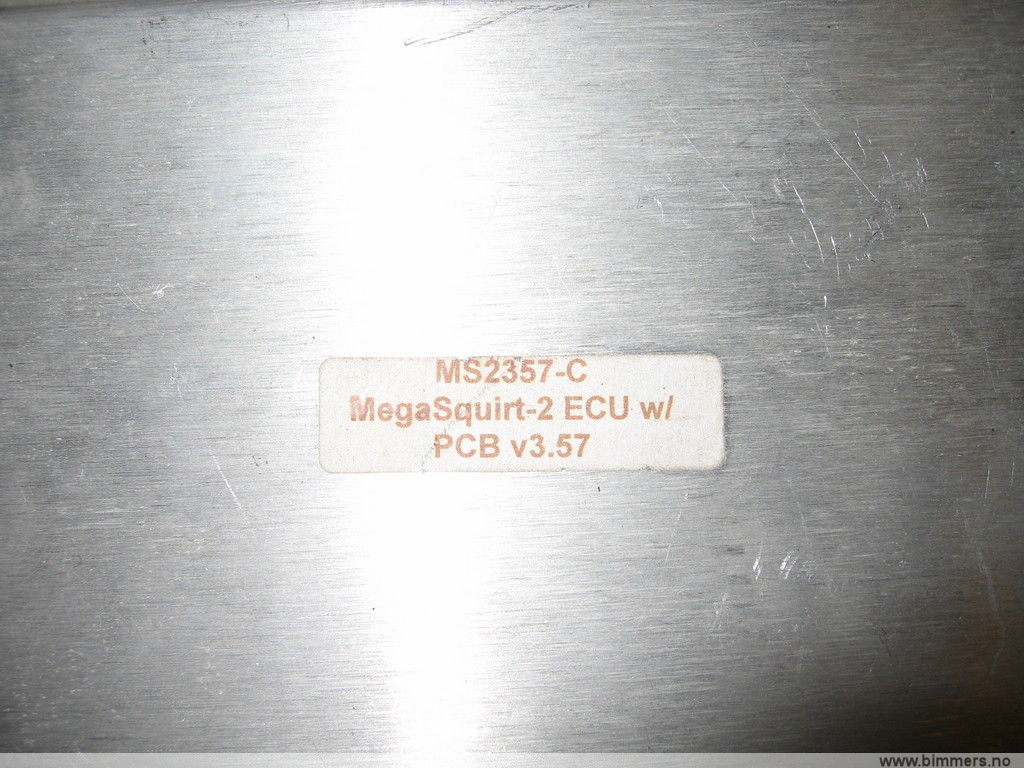 MS2357-C
MegaSquirt-2 ECU w/
PCB v3.57
www.bimmers.no